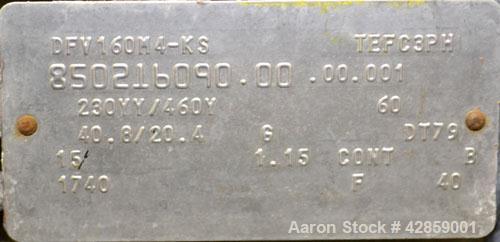 DFV160M4-KS TEFC3PH
850216090.00 .00.001
230YY/460Y 60
40.8/20.4 G DT79
15 1.15 CONT B
1740 F 40
Aaron Stock # 42859001